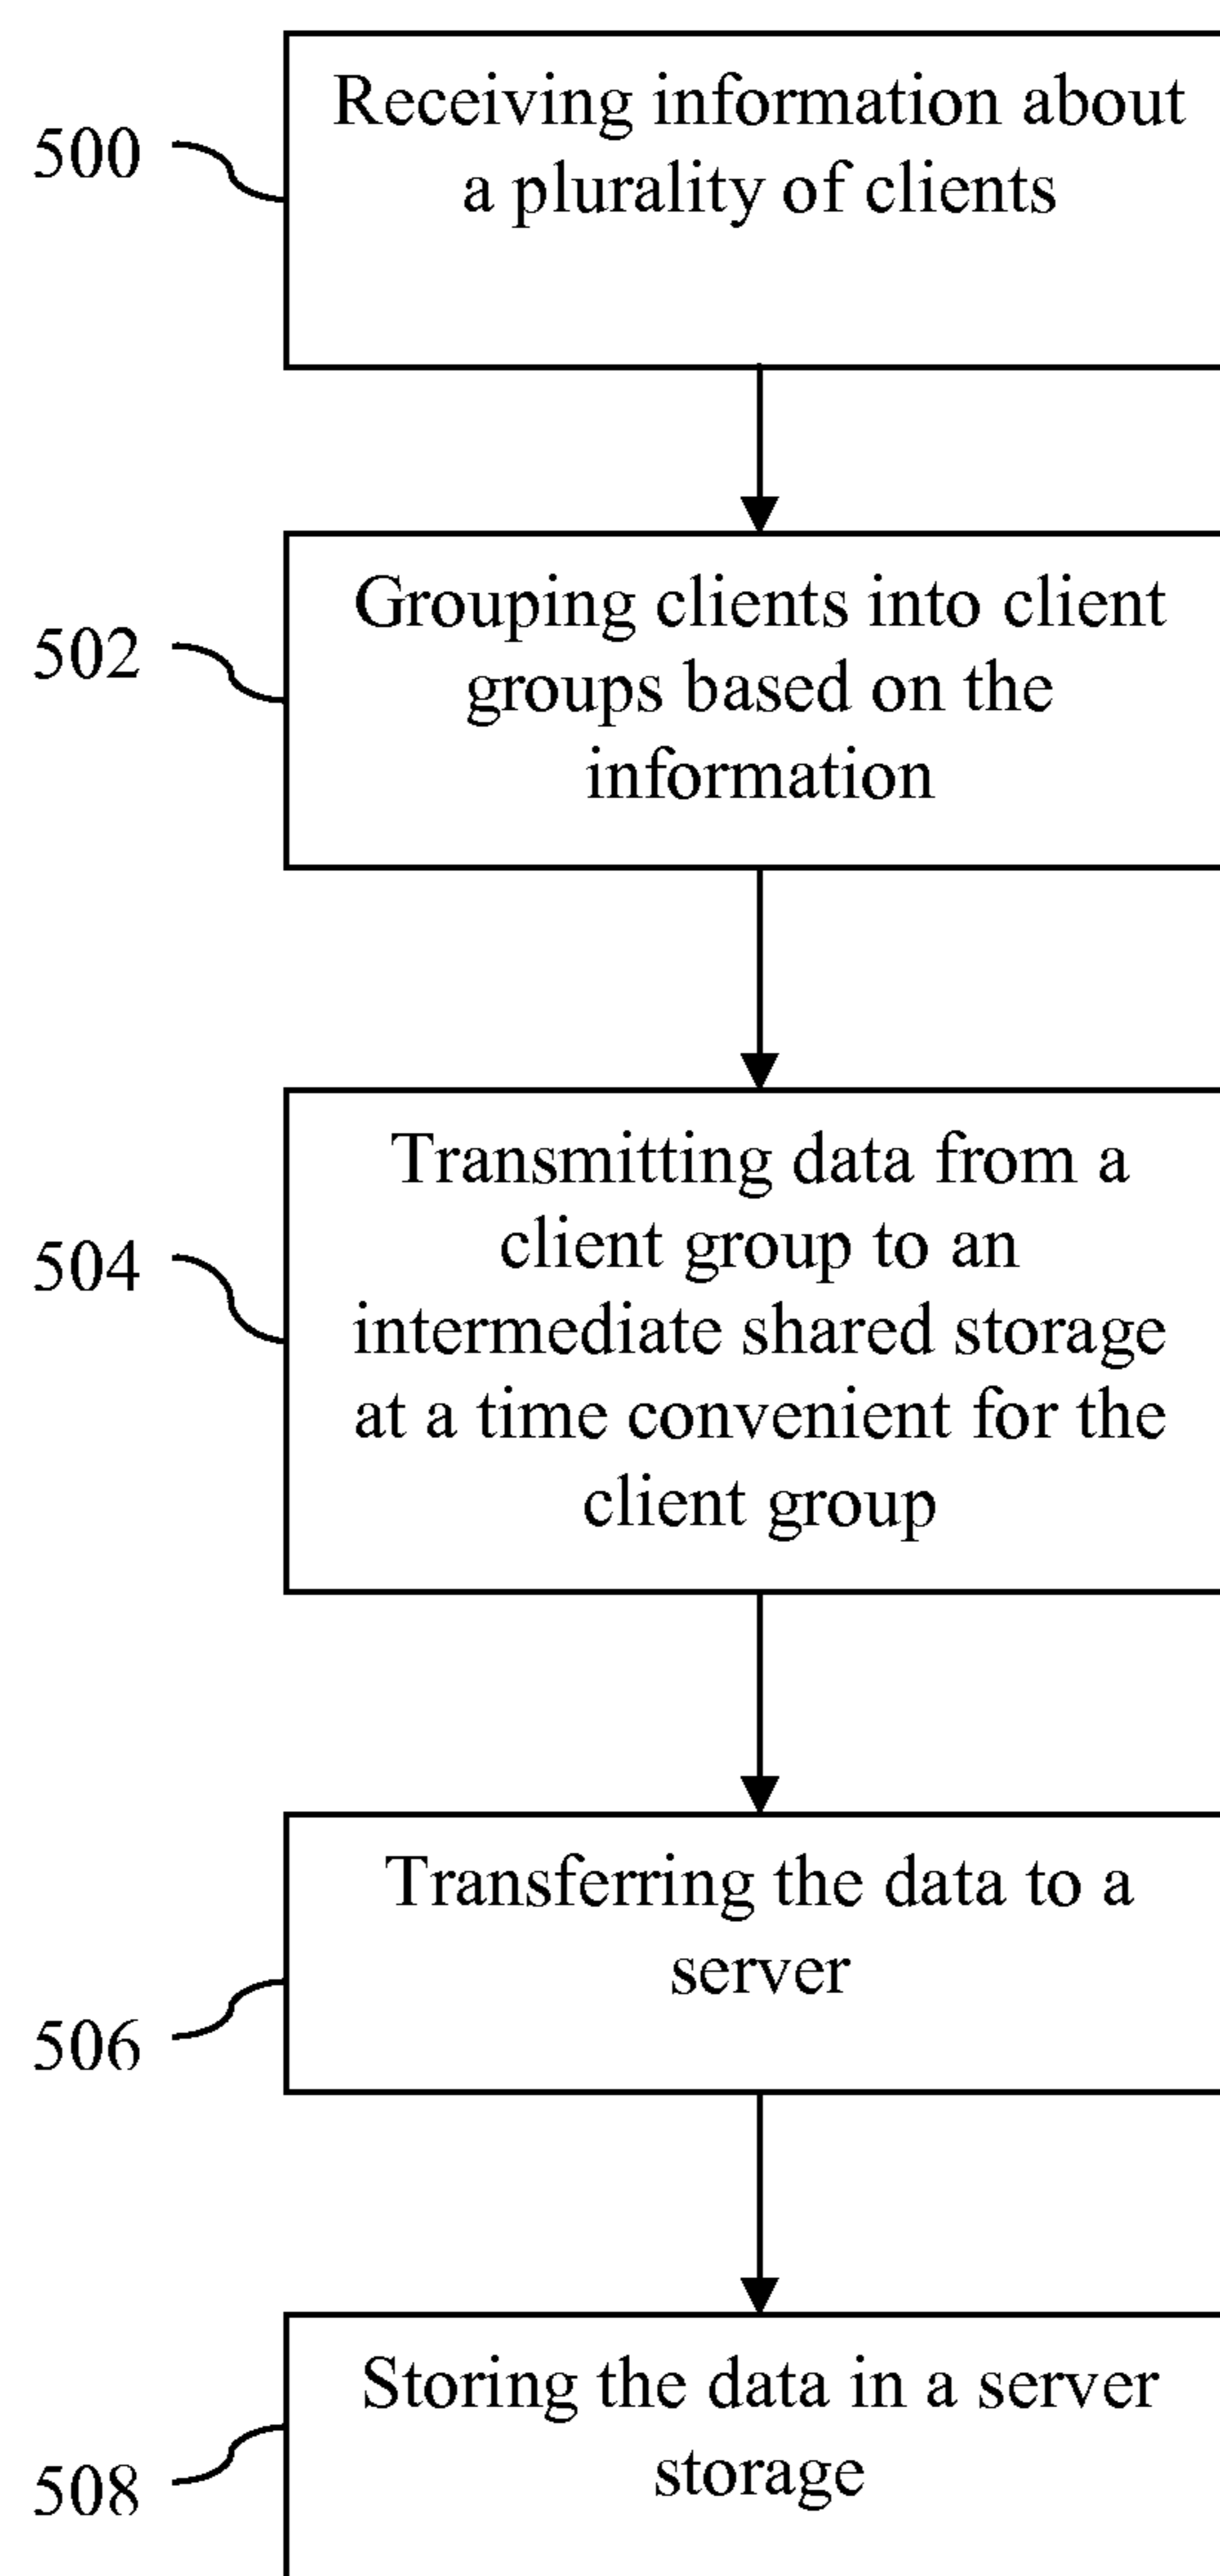 500
Receiving information about
a plurality of clients
502
Grouping clients into client
groups based on the
information
504
Transmitting data from a
client group to an
intermediate shared storage
at a time convenient for the
client group
506
Transferring the data to a
server
508
Storing the data in a server
storage